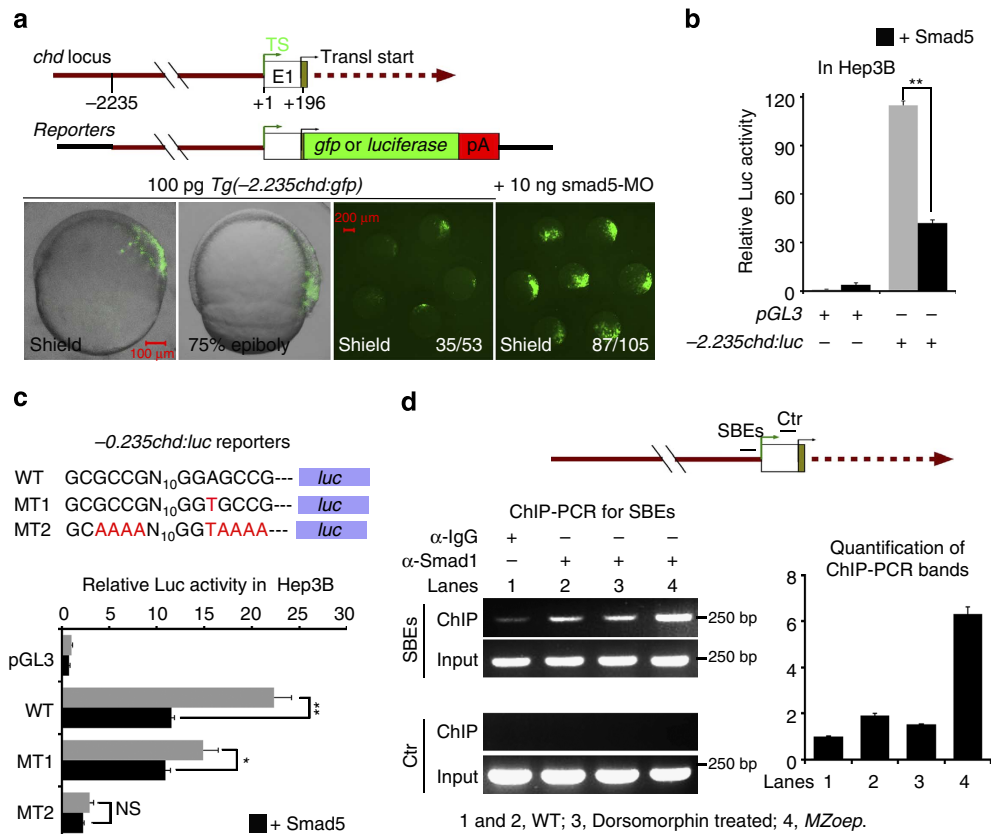 a
TS
chd locus
Transl start
E1
–2235
+1
+196
Reporters
gfp or luciferase
pA
100 pg Tg(–2.235chd:gfp)
+ 10 ng smad5-MO
Shield
100 μm
75% epiboly
200 μm
Shield
35/53
Shield
87/105
b
+ Smad5
In Hep3B
**
Relative Luc activity
120
90
60
30
0
pGL3 + + – –
–2.235chd:luc – – + +
c
–0.235chd:luc reporters
WT GCGCCGN10GGAGCCG--- luc
MT1 GCGCCGN10GGTGCCG--- luc
MT2 GCAAAAN10GGTAAAA--- luc
Relative Luc activity in Hep3B
0 5 10 15 20 25 30
pGL3
WT
**
MT1
*
MT2
NS
+ Smad5
d
Ctr
SBEs
ChIP-PCR for SBEs
α-IgG + – – –
α-Smad1 – + + +
Lanes 1 2 3 4
SBEs
ChIP
250 bp
Input
250 bp
Ctr
ChIP
Input
250 bp
Quantification of
ChIP-PCR bands
8
6
4
2
0
Lanes 1 2 3 4
1 and 2, WT; 3, Dorsomorphin treated; 4, MZoep.